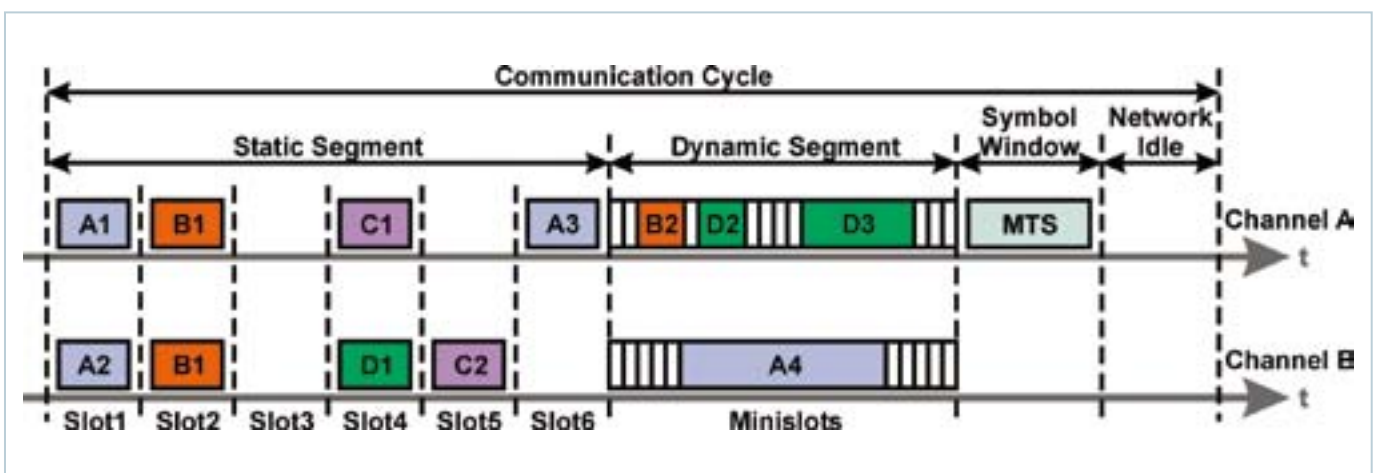 Communication Cycle
Static Segment
Dynamic Segment
Symbol Window
Network Idle
A1 B1 C1 A3 B2 D2 D3 MTS
Channel A
t
A2 B1 D1 C2 A4
Channel B
t
Slot1 Slot2 Slot3 Slot4 Slot5 Slot6 Minislots